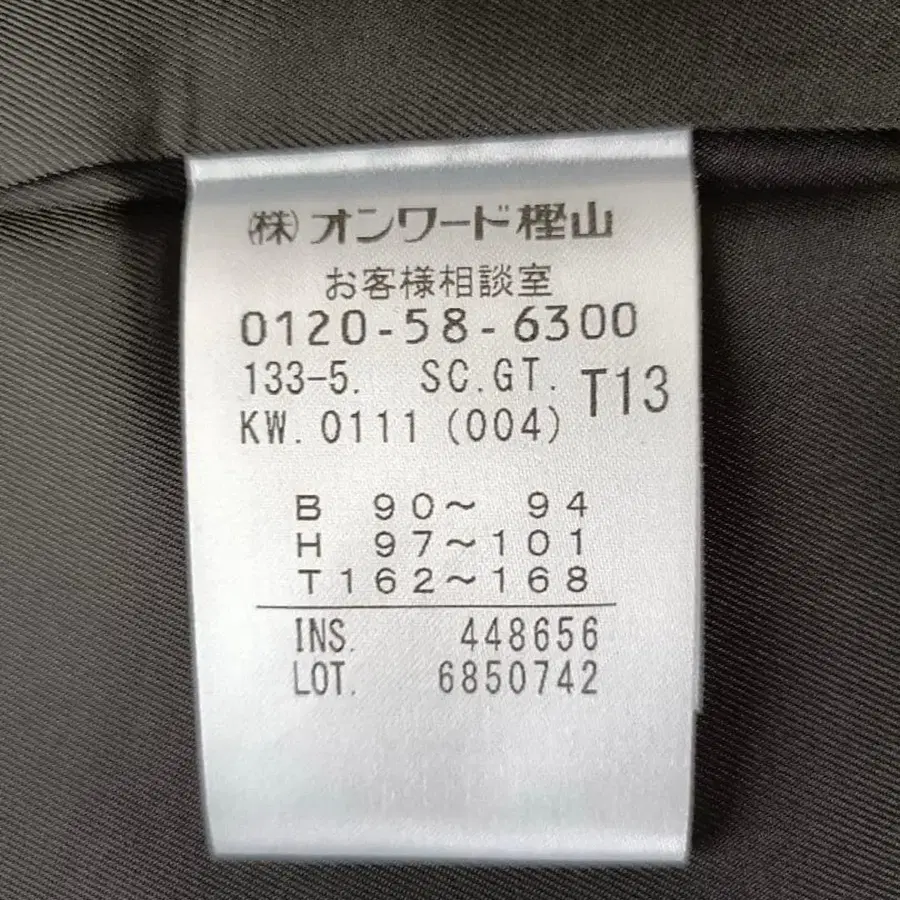 ㈱オンワード樫山
お客様相談室
0120-58-6300
133-5. SC.GT. T13
KW.0111(004)
B 90〜 94
H 97〜101
T162〜168
INS. 448656
LOT. 6850742